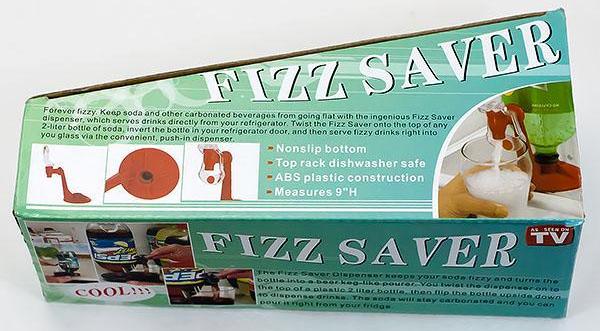 FIZZ SAVER
Forever fizzy. Keep soda and other carbonated beverages from going flat with the ingenious Fizz Saver
dispenser, which serves drinks directly from your refrigerator. Twist the Fizz Saver onto the top of any
2-liter bottle of soda, invert the bottle in your refrigerator door, and then serve fizzy drinks right into
you glass via the convenient, push-in dispenser.
Nonslip bottom
Top rack dishwasher safe
ABS plastic construction
Measures 9"H
FIZZ SAVER
AS SEEN ON
TV
COOL!!!
The Fizz Saver Dispenser keeps your soda fizzy and turns the
bottle into a beer keg-like pourer. You twist the dispenser onto
the top of a plastic 2 liter bottle, then flip the bottle upside down
to dispense drinks. The soda will stay carbonated and you can
pour it right from your fridge.